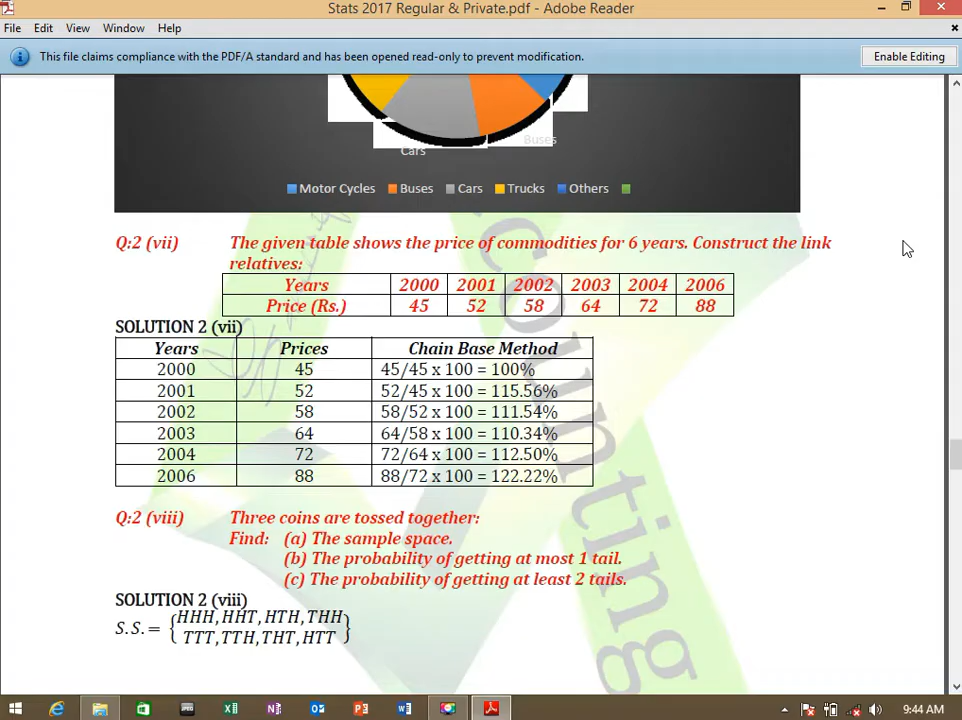 Stats 2017 Regular & Private.pdf - Adobe Reader
File Edit View Window Help
This file claims compliance with the PDF/A standard and has been opened read-only to prevent modification.
Enable Editing
Cars
Buses
Motor Cycles Buses Cars Trucks Others
Q:2 (vii) The given table shows the price of commodities for 6 years. Construct the link
relatives:
Years 2000 2001 2002 2003 2004 2006
Price (Rs.) 45 52 58 64 72 88
SOLUTION 2 (vii)
Years Prices Chain Base Method
2000 45 45/45 x 100 = 100%
2001 52 52/45 x 100 = 115.56%
2002 58 58/52 x 100 = 111.54%
2003 64 64/58 x 100 = 110.34%
2004 72 72/64 x 100 = 112.50%
2006 88 88/72 x 100 = 122.22%
Q:2 (viii) Three coins are tossed together:
Find: (a) The sample space.
(b) The probability of getting at most 1 tail.
(c) The probability of getting at least 2 tails.
SOLUTION 2 (viii)
S.S. = {HHH, HHT, HTH, THH
TTT, TTH, THT, HTT}
counting
9:44 AM